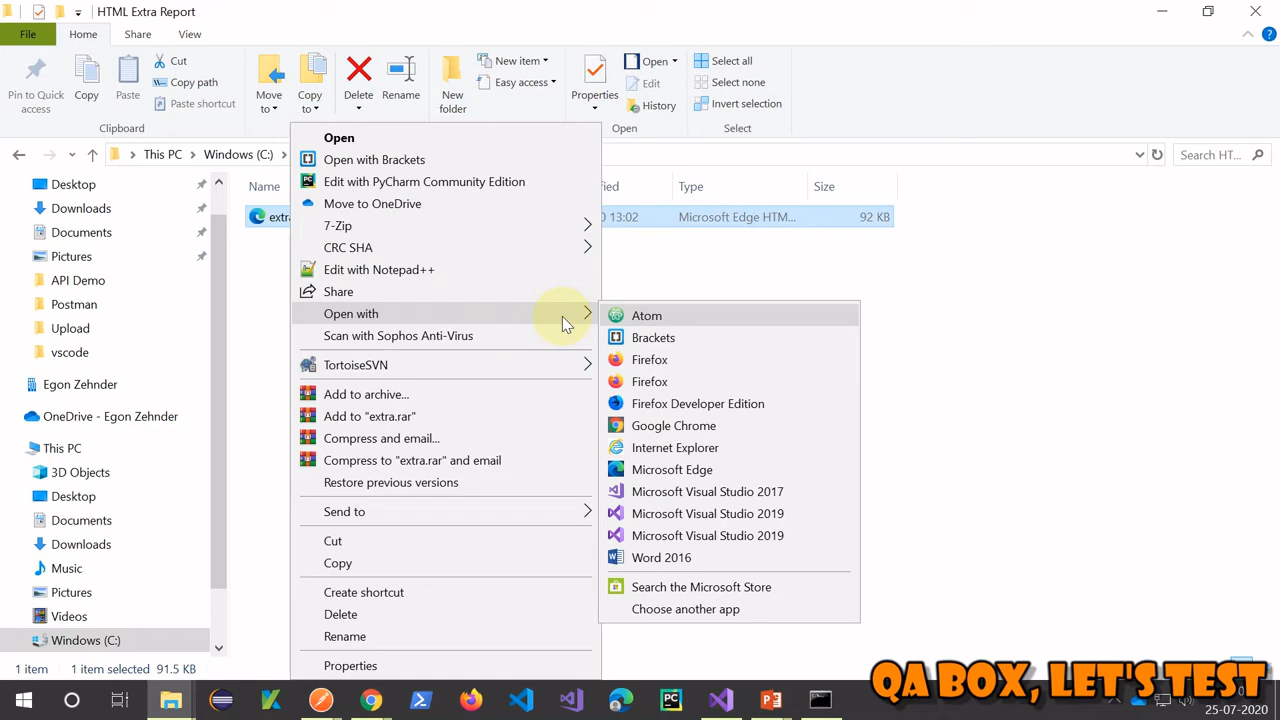 HTML Extra Report
File Home Share View
Pin to Quick access
Copy
Paste
Cut
Copy path
Paste shortcut
Clipboard
Move to
Copy to
Delete
Rename
New folder
New item
Easy access
Properties
Open
Edit
History
Open
Select all
Select none
Invert selection
Select
This PC > Windows (C:) >
Search HT...
Name
Type
Size
extr
13:02
Microsoft Edge HTM...
92 KB
Desktop
Downloads
Documents
Pictures
API Demo
Postman
Upload
vscode
Egon Zehnder
OneDrive - Egon Zehnder
This PC
3D Objects
Desktop
Documents
Downloads
Music
Pictures
Videos
Windows (C:)
Open
Open with Brackets
Edit with PyCharm Community Edition
Move to OneDrive
7-Zip
CRC SHA
Edit with Notepad++
Share
Open with
Scan with Sophos Anti-Virus
TortoiseSVN
Add to archive...
Add to "extra.rar"
Compress and email...
Compress to "extra.rar" and email
Restore previous versions
Send to
Cut
Copy
Create shortcut
Delete
Rename
Properties
Atom
Brackets
Firefox
Firefox
Firefox Developer Edition
Google Chrome
Internet Explorer
Microsoft Edge
Microsoft Visual Studio 2017
Microsoft Visual Studio 2019
Microsoft Visual Studio 2019
Word 2016
Search the Microsoft Store
Choose another app
1 item
1 item selected 91.5 KB
QA BOX, LET'S TEST
25-07-2020